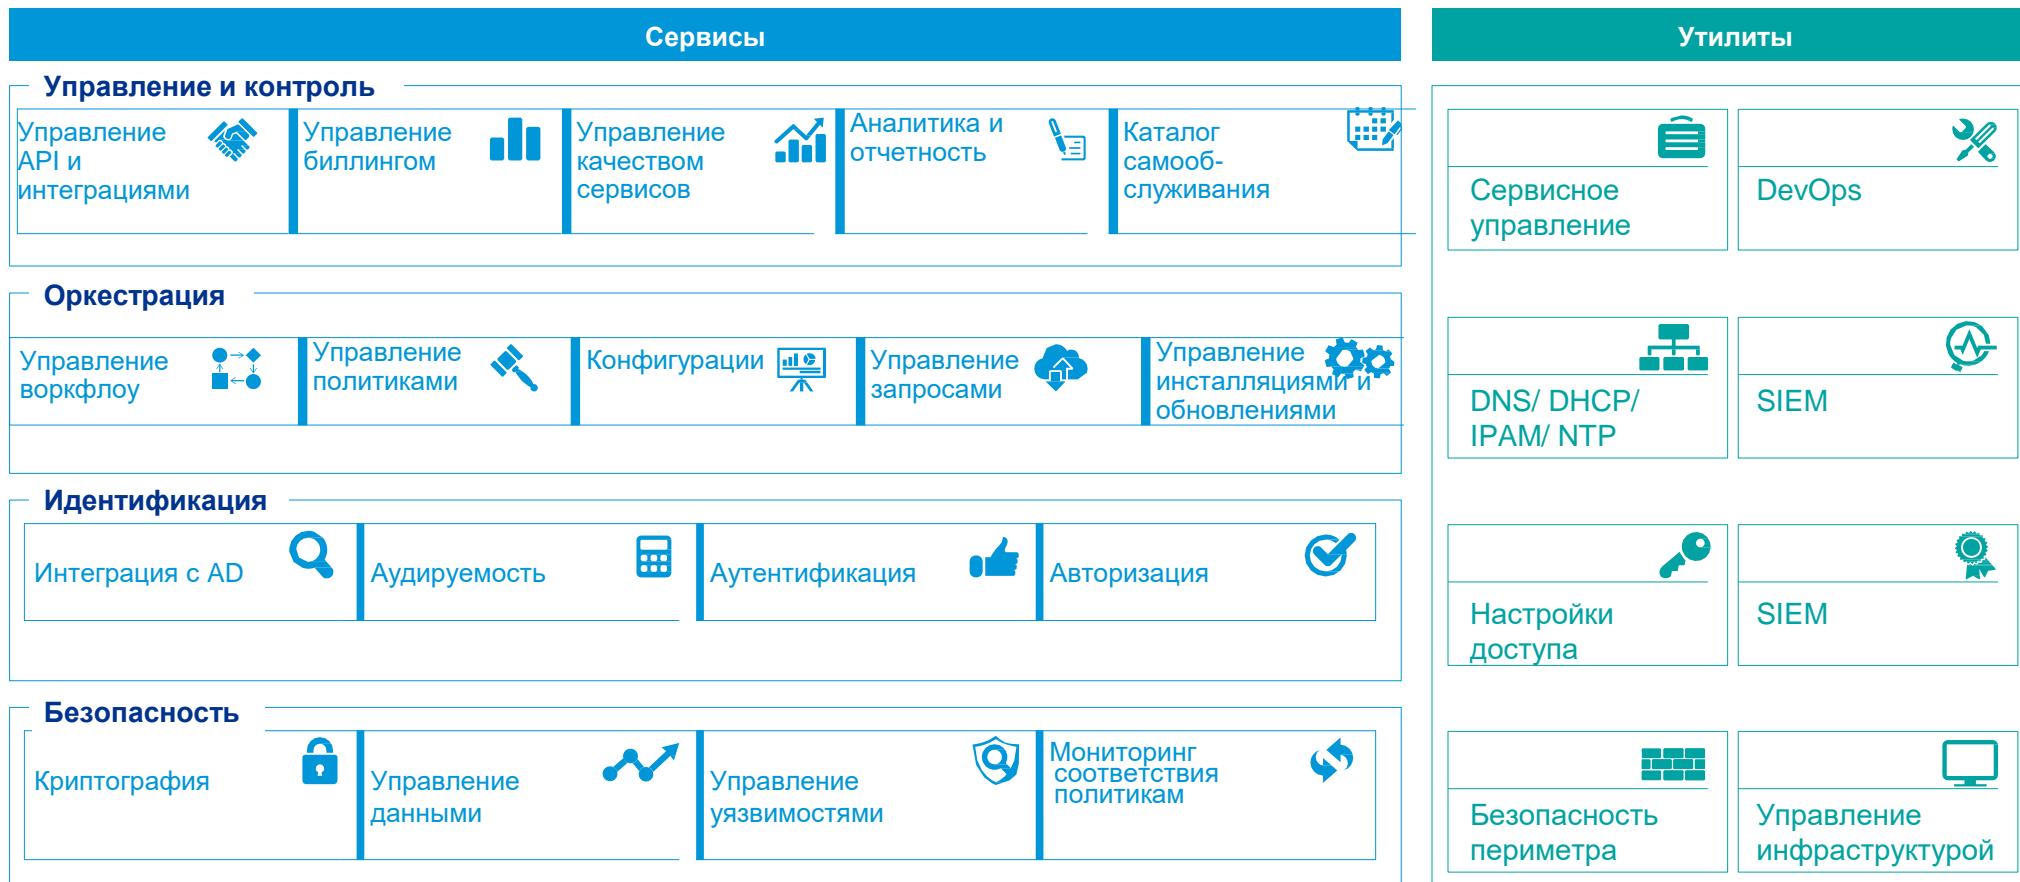 Сервисы
Управление и контроль
Управление
API и
интеграциями
Управление
биллингом
Управление
качеством
сервисов
Аналитика и
отчетность
Каталог
самооб-
служивания
Оркестрация
Управление
воркфлоу
Управление
политиками
Конфигурации
Управление
запросами
Управление
инсталляциями и
обновлениями
Идентификация
Интеграция с AD
Аудируемость
Аутентификация
Авторизация
Безопасность
Криптография
Управление
данными
Управление
уязвимостями
Мониторинг
соответствия
политикам
Утилиты
Сервисное
управление
DevOps
DNS/ DHCP/
IPAM/ NTP
SIEM
Настройки
доступа
SIEM
Безопасность
периметра
Управление
инфраструктурой